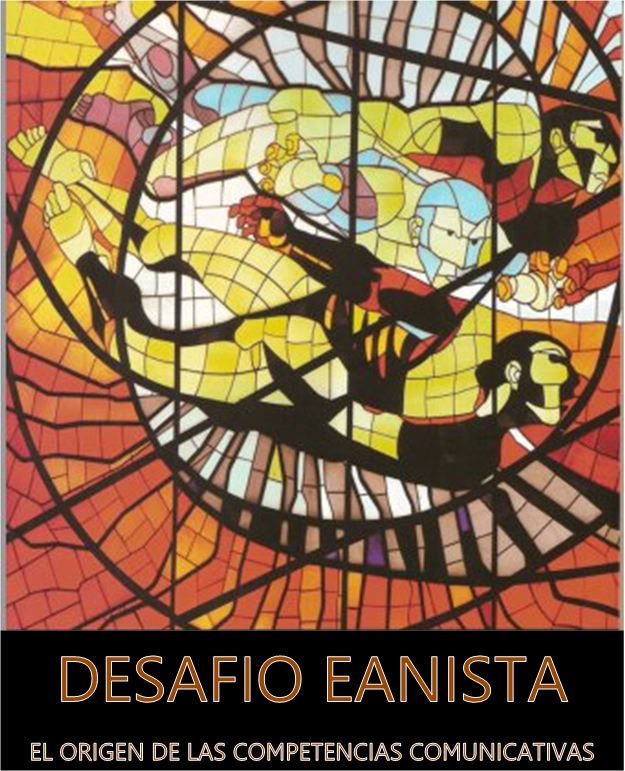 DESAFIO EANISTA
EL ORIGEN DE LAS COMPETENCIAS COMUNICATIVAS